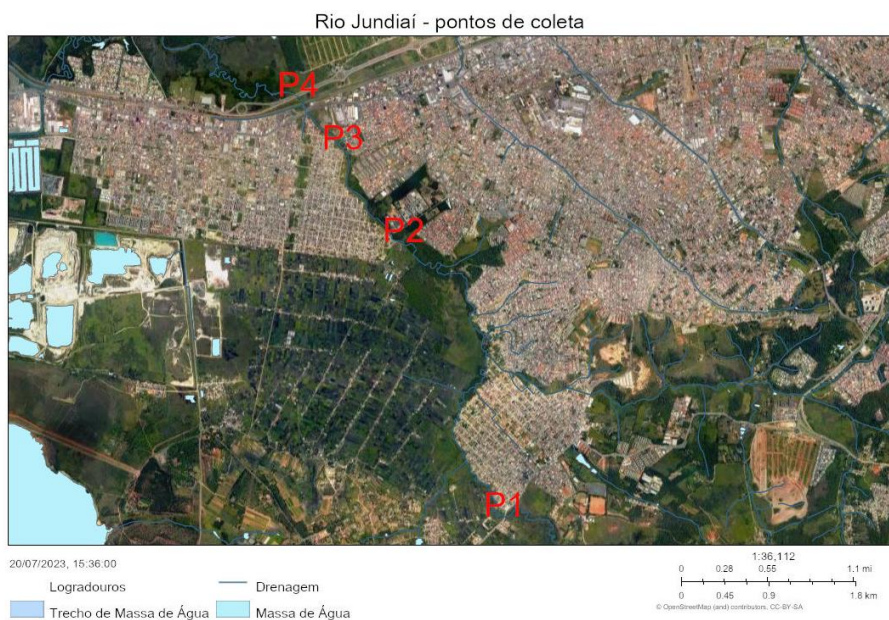 Rio Jundiaí - pontos de coleta
P4
P3
P2
P1
20/07/2023, 15:36:00
Logradouros
Drenagem
Trecho de Massa de Água
Massa de Água
1:36,112
0 0.28 0.55 1.1 mi
0 0.45 0.9 1.8 km
© OpenStreetMap (and) contributors, CC-BY-SA